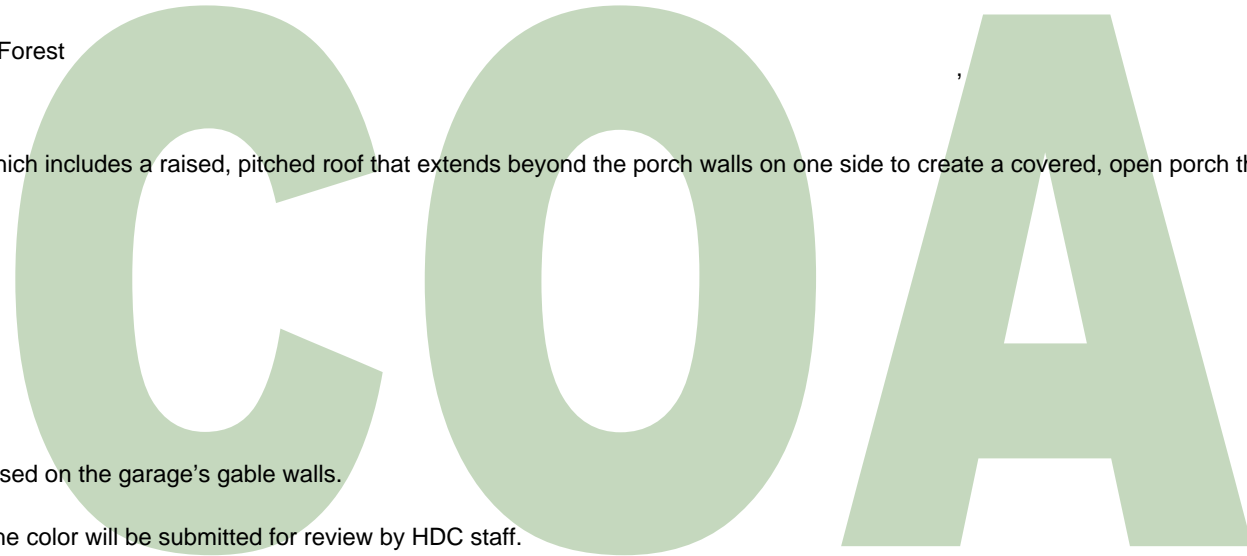 COA
Forest
,
hich includes a raised, pitched roof that extends beyond the porch walls on one side to create a covered, open porch th
sed on the garage’s gable walls.
ne color will be submitted for review by HDC staff.